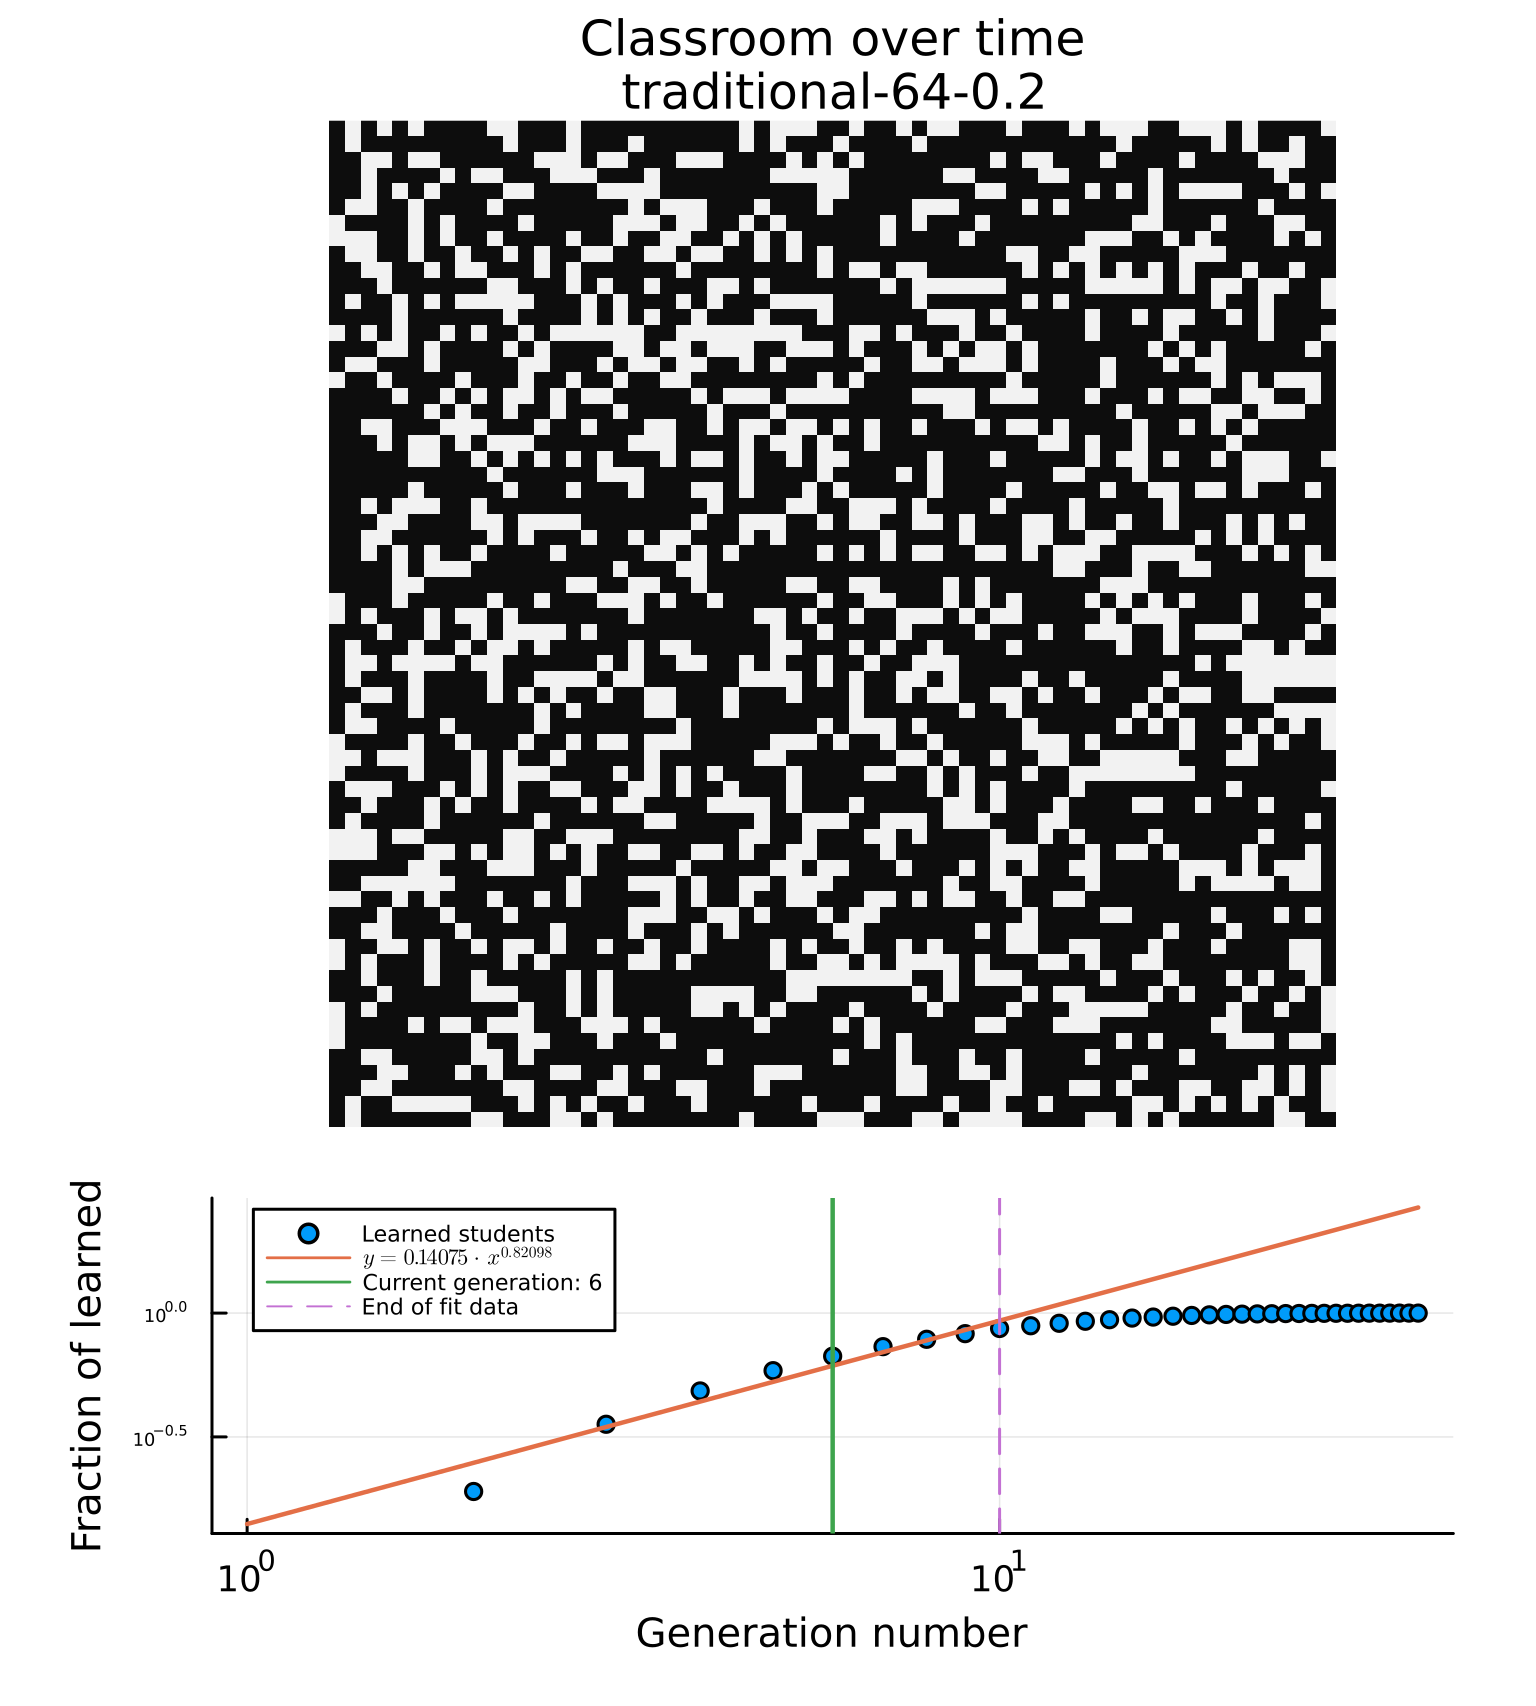 Classroom over time
traditional-64-0.2
Fraction of learned
Learned students
y = 0.14075 · x^0.82098
Current generation: 6
End of fit data
10^0.0
10^−0.5
10^0
10^1
Generation number